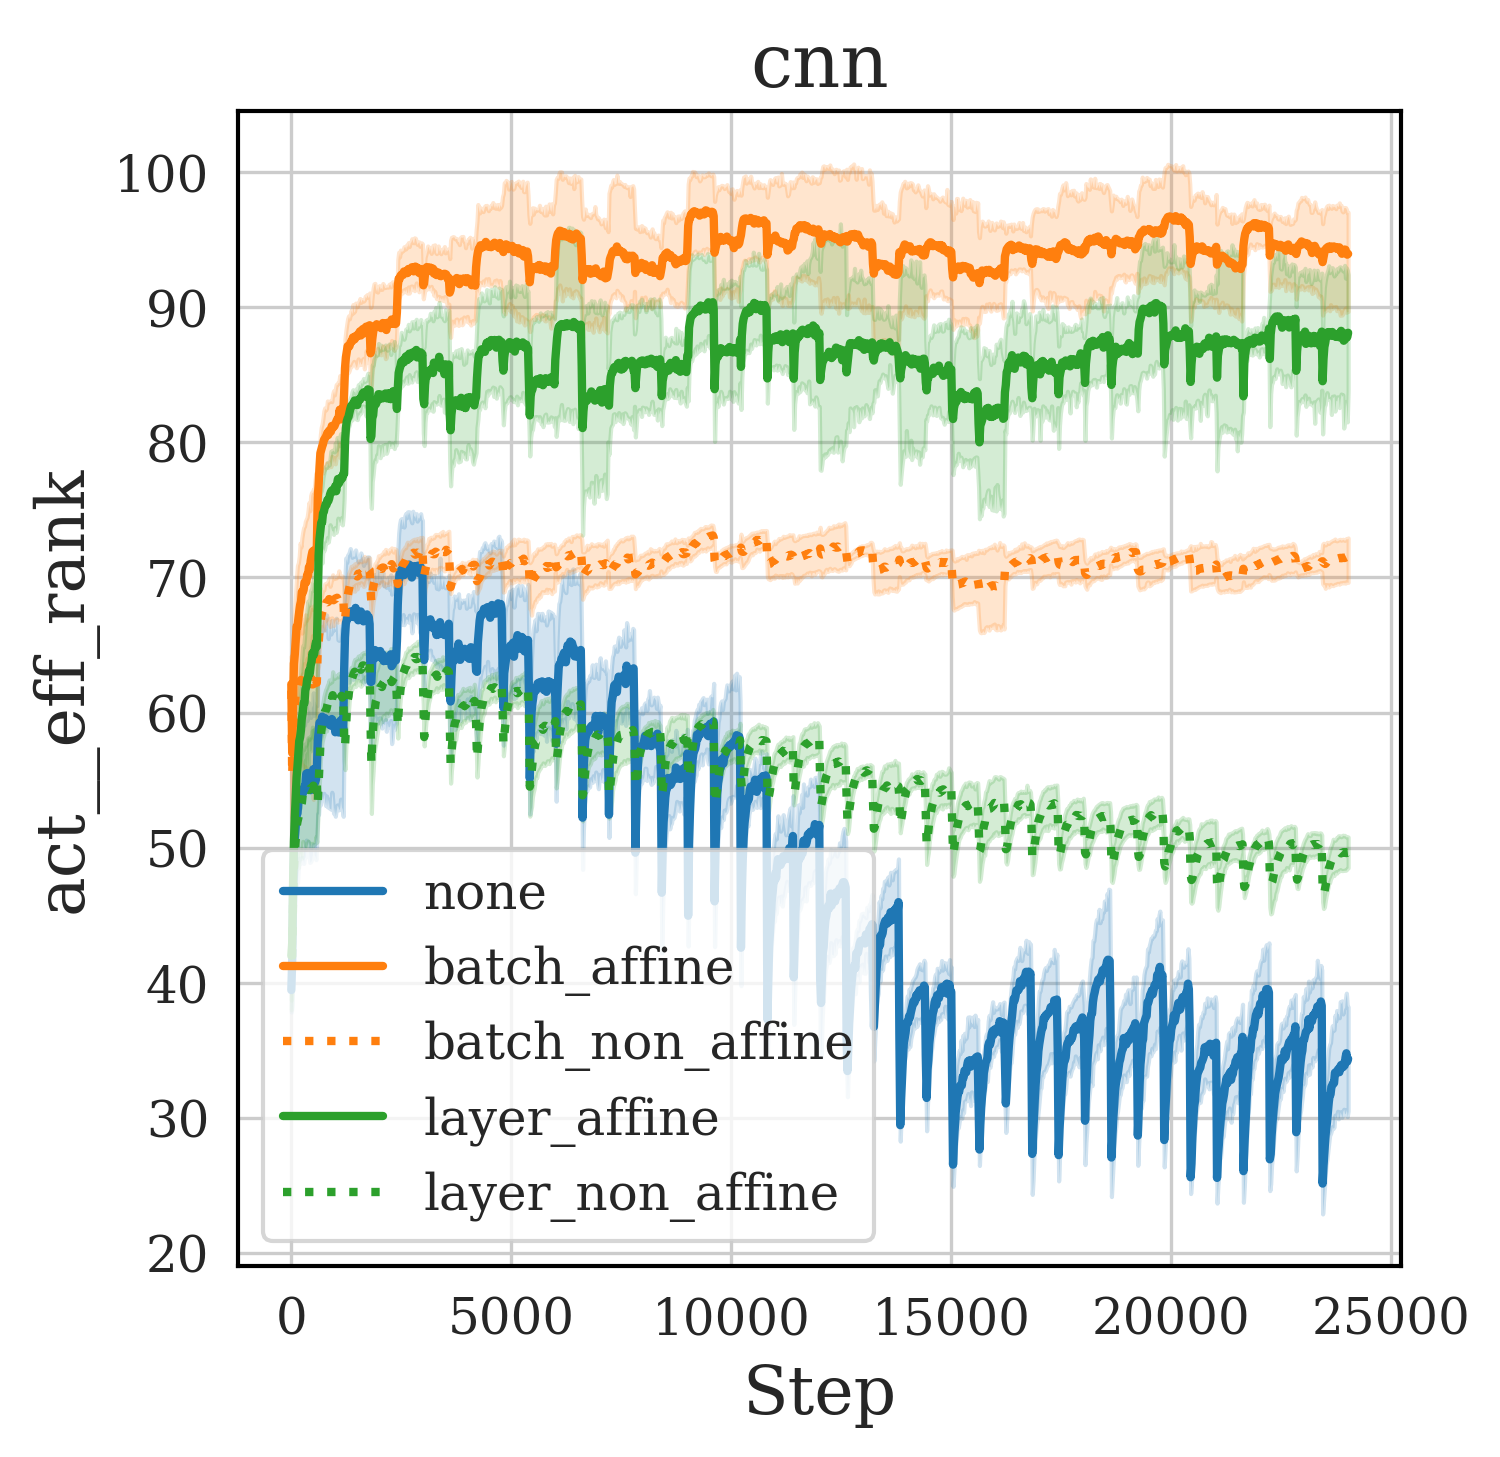 cnn
act__eff_rank
100
90
80
70
60
50
40
30
20
none
batch_affine
batch_non_affine
layer_affine
layer_non_affine
0 5000 10000 15000 20000 25000
Step